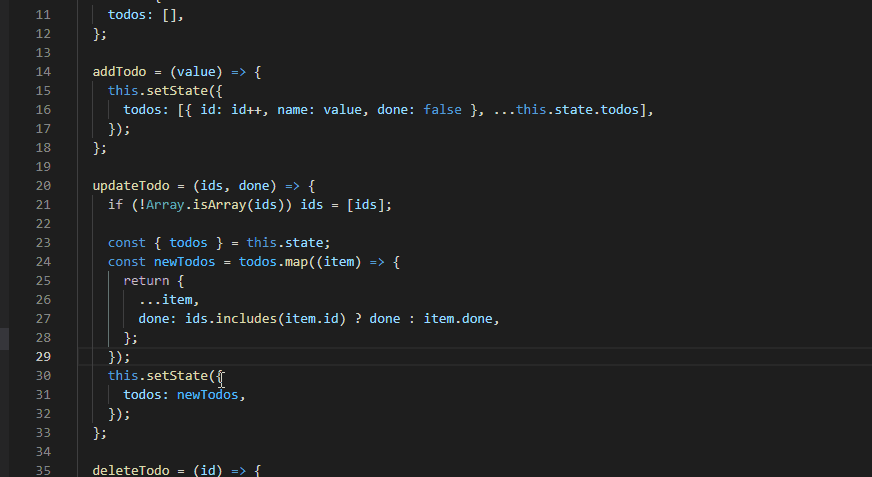 11 todos: [],
12 };
13
14 addTodo = (value) => {
15 this.setState({
16 todos: [{ id: id++, name: value, done: false }, ...this.state.todos],
17 });
18 };
19
20 updateTodo = (ids, done) => {
21 if (!Array.isArray(ids)) ids = [ids];
22
23 const { todos } = this.state;
24 const newTodos = todos.map((item) => {
25 return {
26 ...item,
27 done: ids.includes(item.id) ? done : item.done,
28 };
29 });
30 this.setState({
31 todos: newTodos,
32 });
33 };
34
35 deleteTodo = (id) => {